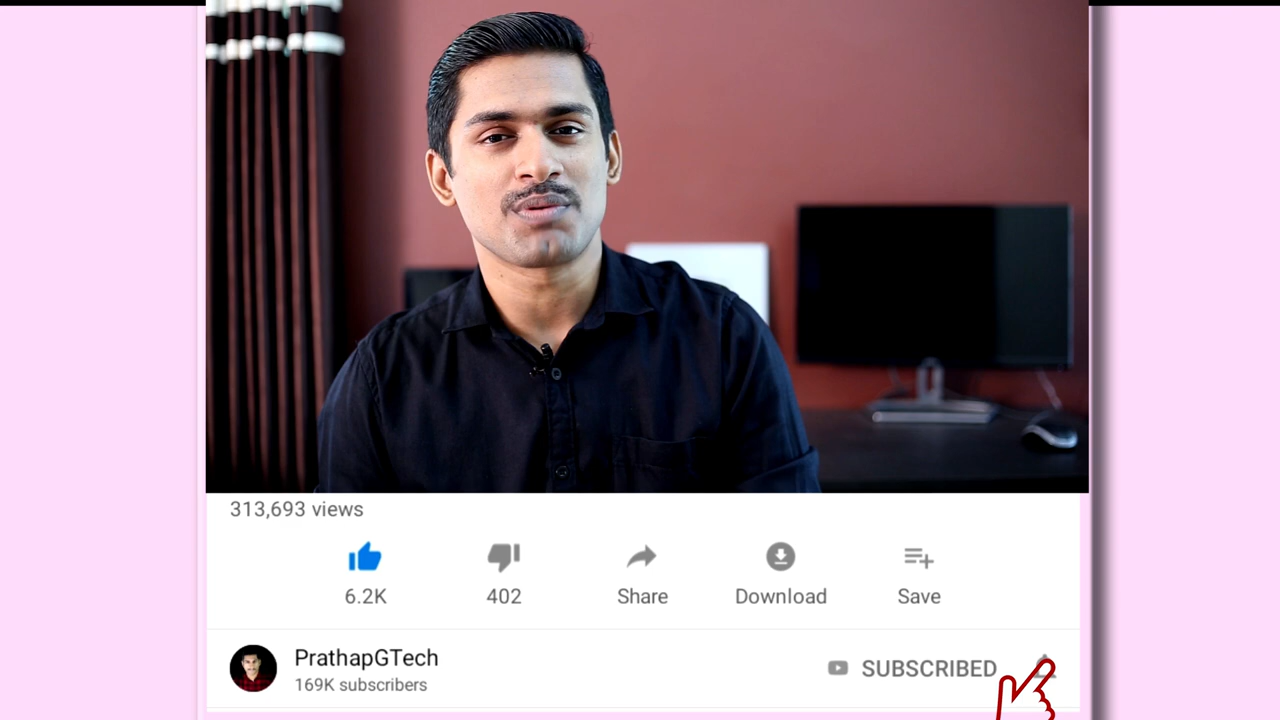 313,693 views
6.2K
402
Share
Download
Save
PrathapGTech
SUBSCRIBED
169K subscribers